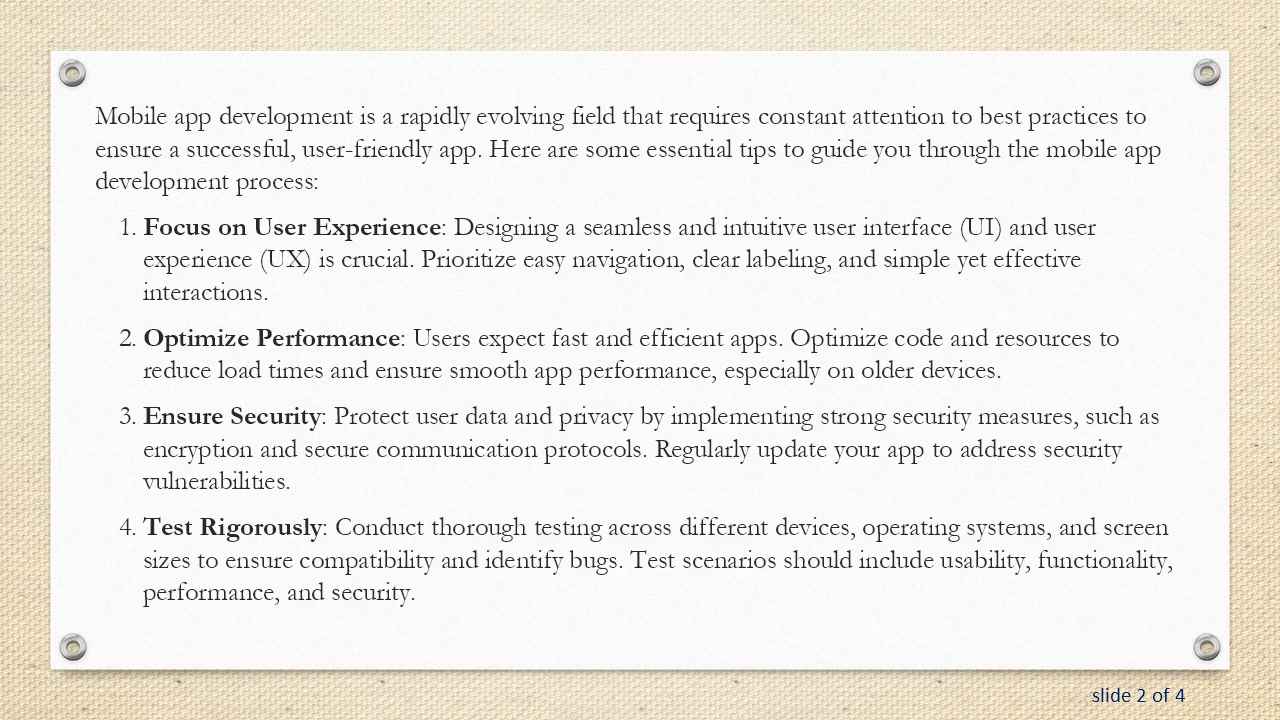 Mobile app development is a rapidly evolving field that requires constant attention to best practices to
ensure a successful, user-friendly app. Here are some essential tips to guide you through the mobile app
development process:
1. Focus on User Experience: Designing a seamless and intuitive user interface (UI) and user
experience (UX) is crucial. Prioritize easy navigation, clear labeling, and simple yet effective
interactions.
2. Optimize Performance: Users expect fast and efficient apps. Optimize code and resources to
reduce load times and ensure smooth app performance, especially on older devices.
3. Ensure Security: Protect user data and privacy by implementing strong security measures, such as
encryption and secure communication protocols. Regularly update your app to address security
vulnerabilities.
4. Test Rigorously: Conduct thorough testing across different devices, operating systems, and screen
sizes to ensure compatibility and identify bugs. Test scenarios should include usability, functionality,
performance, and security.
slide 2 of 4